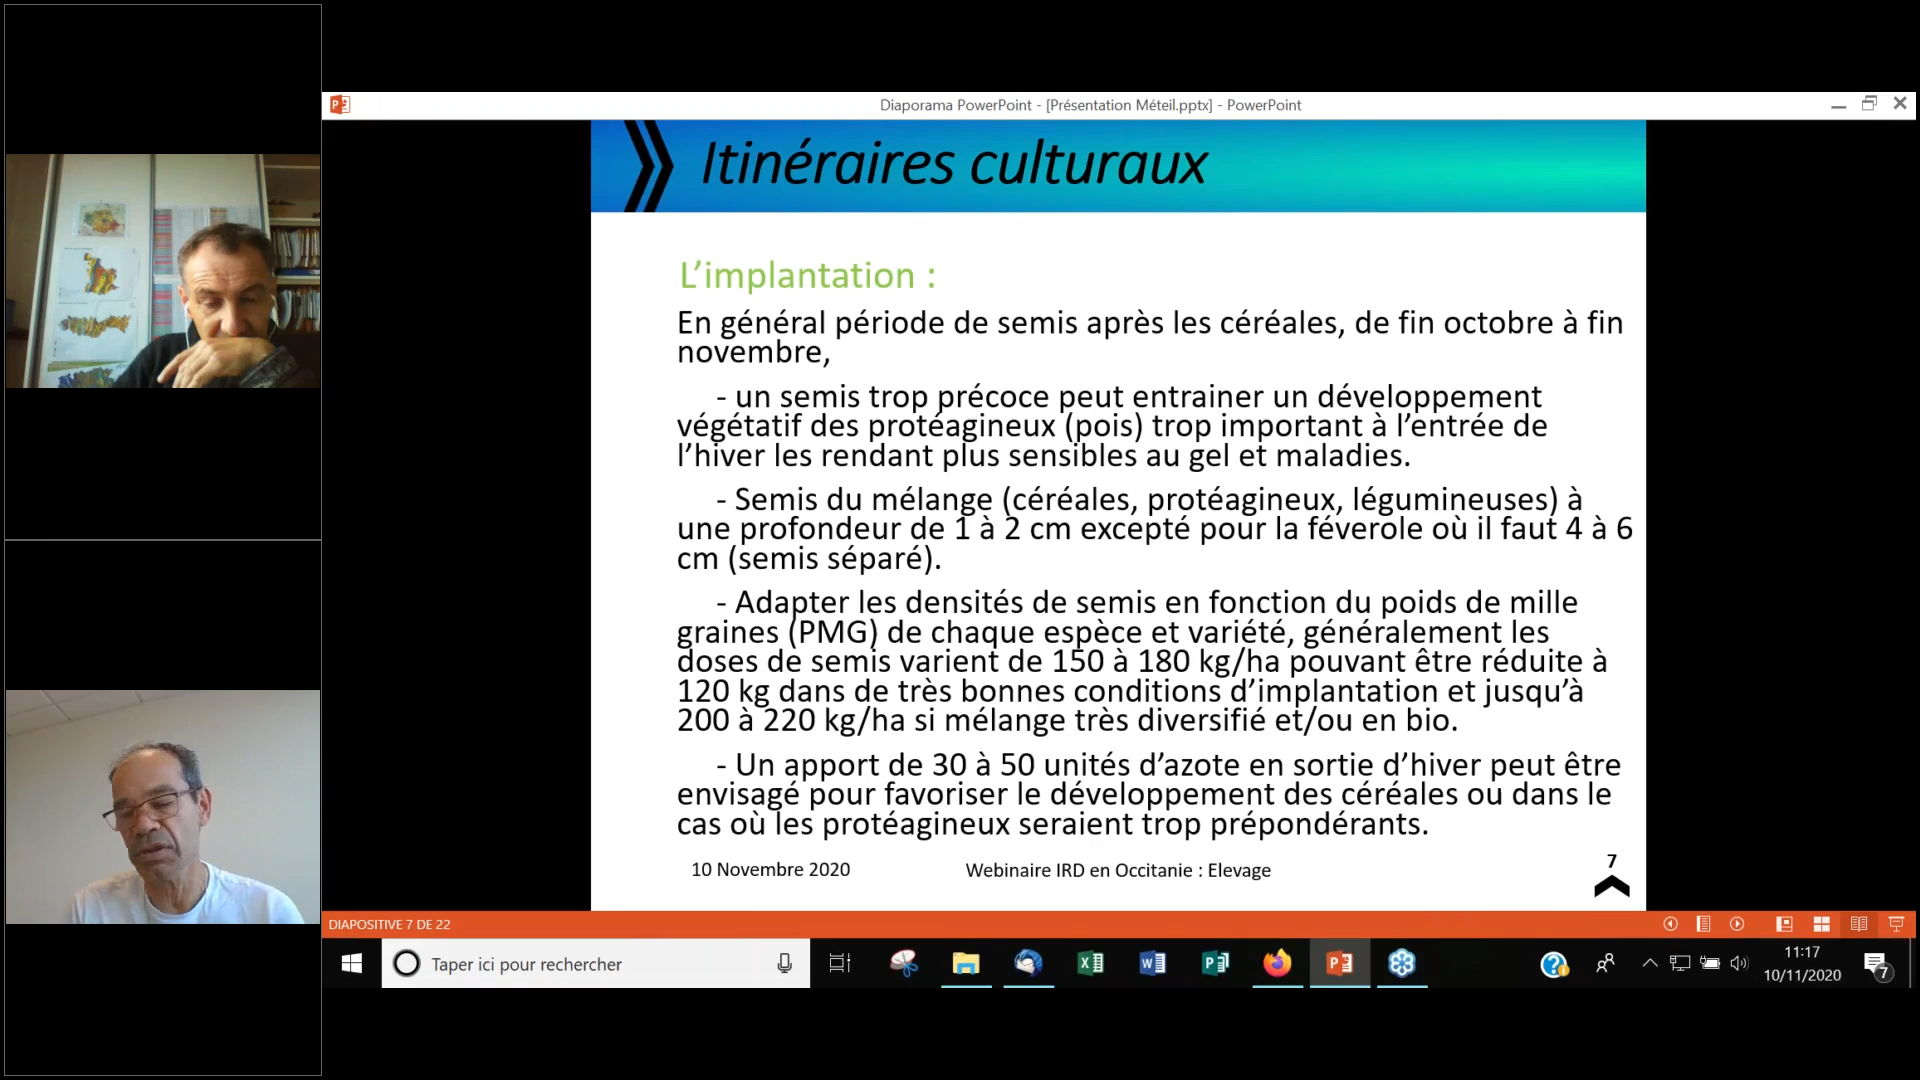 Diaporama PowerPoint - [Présentation Méteil.pptx] - PowerPoint
Itinéraires culturaux
L'implantation :
En général période de semis après les céréales, de fin octobre à fin
novembre,
- un semis trop précoce peut entrainer un développement
végétatif des protéagineux (pois) trop important à l'entrée de
l'hiver les rendant plus sensibles au gel et maladies.
- Semis du mélange (céréales, protéagineux, légumineuses) à
une profondeur de 1 à 2 cm excepté pour la féverole où il faut 4 à 6
cm (semis séparé).
- Adapter les densités de semis en fonction du poids de mille
graines (PMG) de chaque espèce et variété, généralement les
doses de semis varient de 150 à 180 kg/ha pouvant être réduite à
120 kg dans de très bonnes conditions d'implantation et jusqu'à
200 à 220 kg/ha si mélange très diversifié et/ou en bio.
- Un apport de 30 à 50 unités d'azote en sortie d'hiver peut être
envisagé pour favoriser le développement des céréales ou dans le
cas où les protéagineux seraient trop prépondérants.
10 Novembre 2020
Webinaire IRD en Occitanie : Elevage
7
DIAPOSITIVE 7 DE 22
Taper ici pour rechercher
11:17
10/11/2020
7